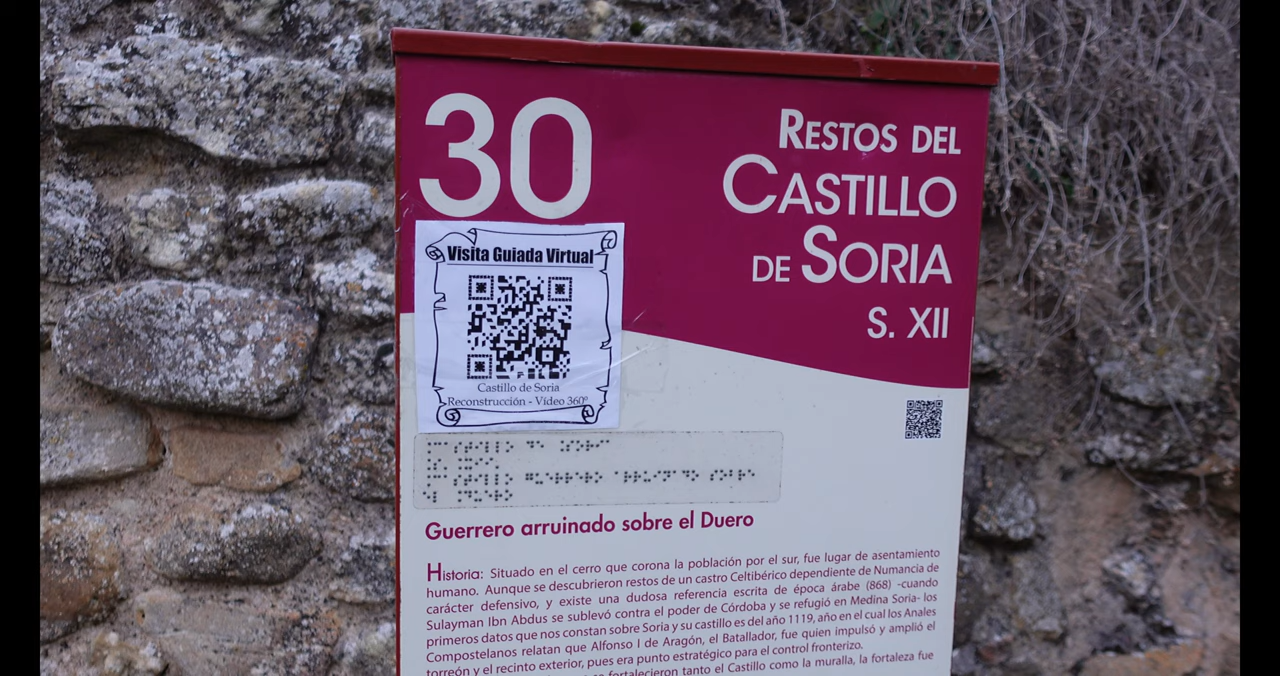 30
RESTOS DEL
CASTILLO
DE SORIA
S. XII
Visita Guiada Virtual
Castillo de Soria
Reconstrucción - Vídeo 360º
Guerrero arruinado sobre el Duero
Historia: Situado en el cerro que corona la población por el sur, fue lugar de asentamiento
humano. Aunque se descubrieron restos de un castro Celtibérico dependiente de Numancia de
carácter defensivo, y existe una dudosa referencia escrita de época árabe (868) -cuando
Sulayman Ibn Abdus se sublevó contra el poder de Córdoba y se refugió en Medina Soria- los
primeros datos que nos constan sobre Soria y su castillo es del año 1119, año en el cual los Anales
Compostelanos relatan que Alfonso I de Aragón, el Batallador, fue quien impulsó y amplió el
torreón y el recinto exterior, pues era punto estratégico para el control fronterizo.
fortalecieron tanto el Castillo como la muralla, la fortaleza fue